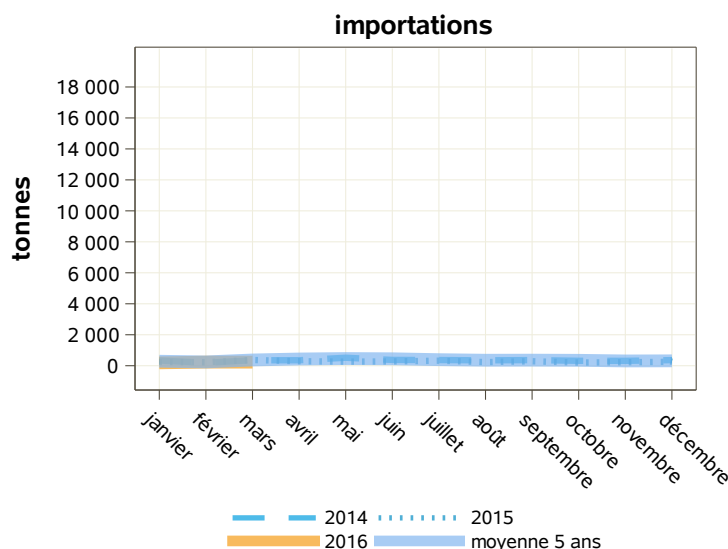 importations
tonnes
18 000
16 000
14 000
12 000
10 000
8 000
6 000
4 000
2 000
0
janvier
février
mars
avril
mai
juin
juillet
août
septembre
octobre
novembre
décembre
2014 2015
2016 moyenne 5 ans